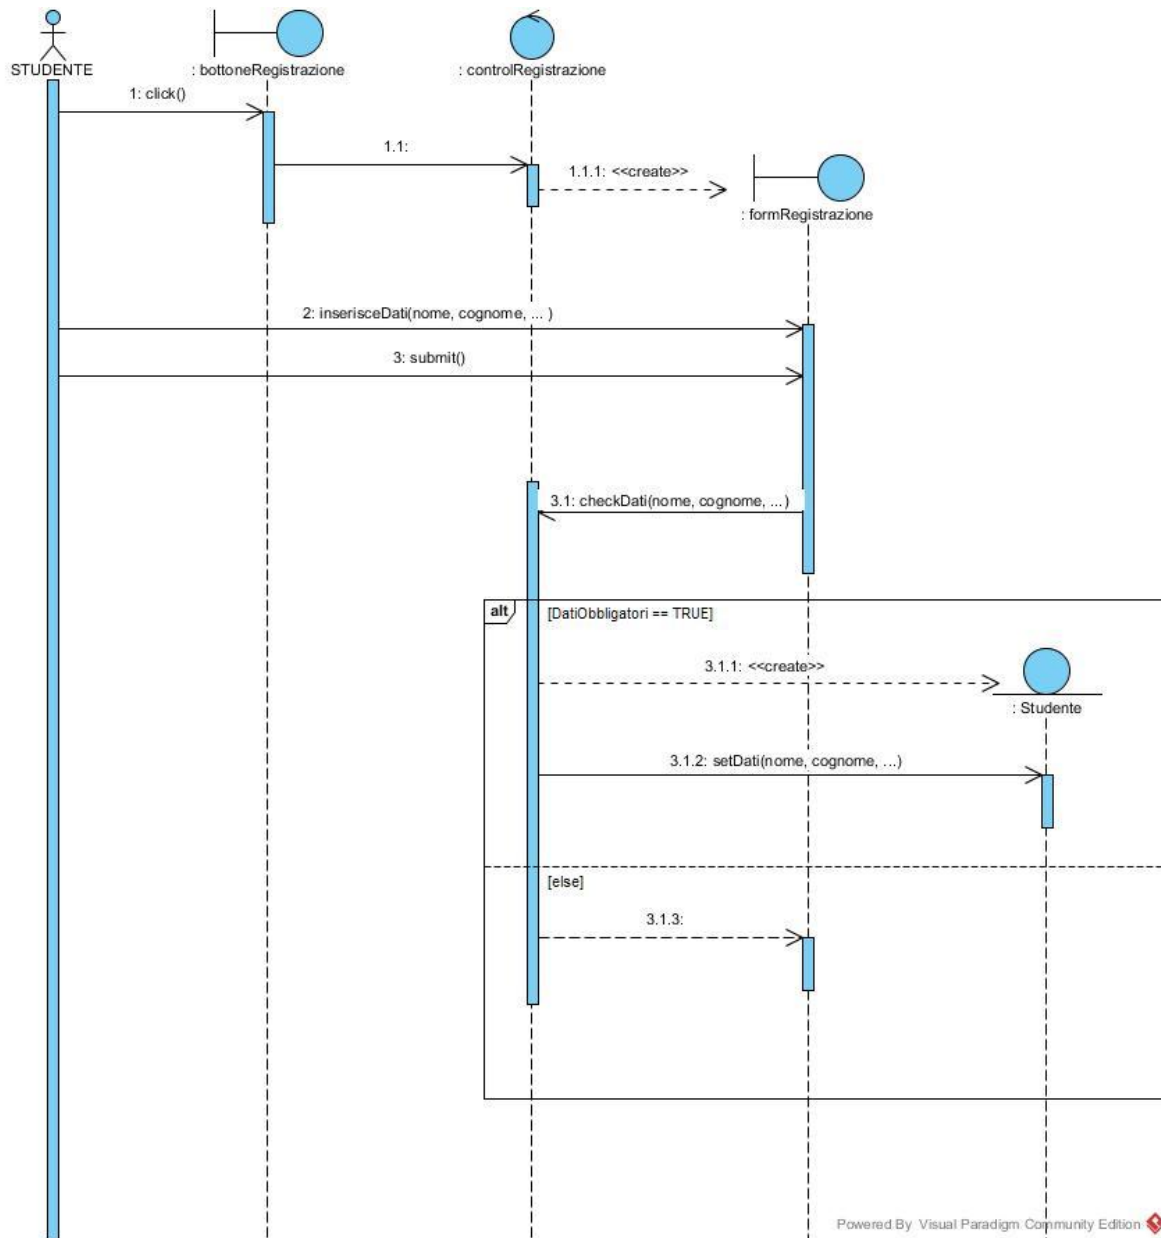 STUDENTE
: bottoneRegistrazione
: controlRegistrazione
1: click()
1.1:
1.1.1: <<create>>
: formRegistrazione
2: inserisceDati(nome, cognome, ... )
3: submit()
3.1: checkDati(nome, cognome, ...)
alt
[DatiObbligatori == TRUE]
3.1.1: <<create>>
: Studente
3.1.2: setDati(nome, cognome, ...)
[else]
3.1.3:
Powered By Visual Paradigm Community Edition